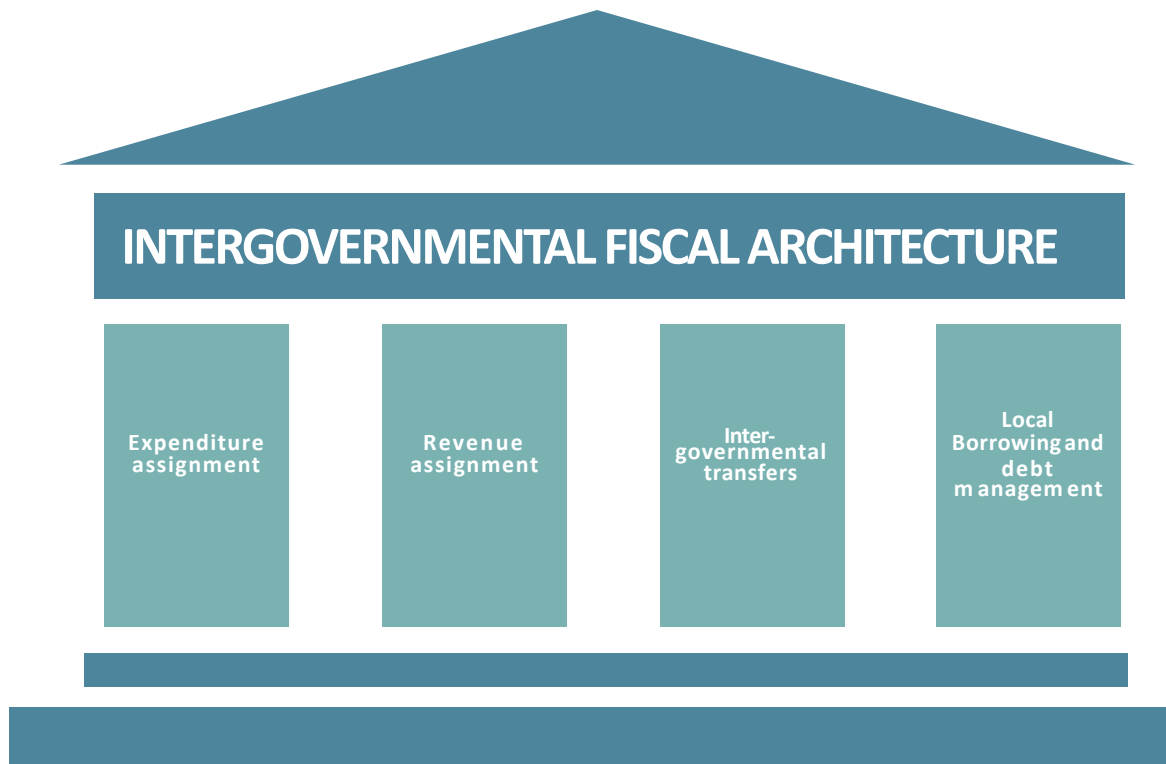 INTERGOVERNMENTAL FISCAL ARCHITECTURE
Expenditure
assignment
Revenue
assignment
Inter-
governmental
transfers
Local
Borrowing and
debt
management